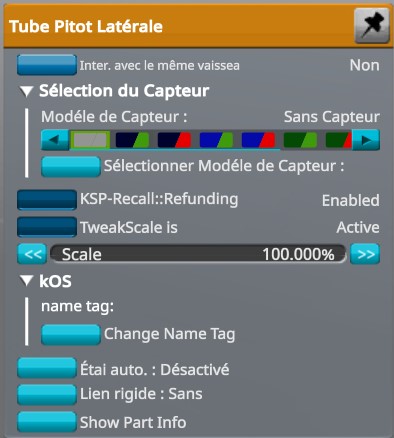 Tube Pitot Latérale
Inter. avec le même vaissea Non
Sélection du Capteur
Modéle de Capteur : Sans Capteur
Sélectionner Modéle de Capteur :
KSP-Recall::Refunding Enabled
TweakScale is Active
<< Scale 100.000% >>
kOS
name tag:
Change Name Tag
Étai auto. : Désactivé
Lien rigide : Sans
Show Part Info